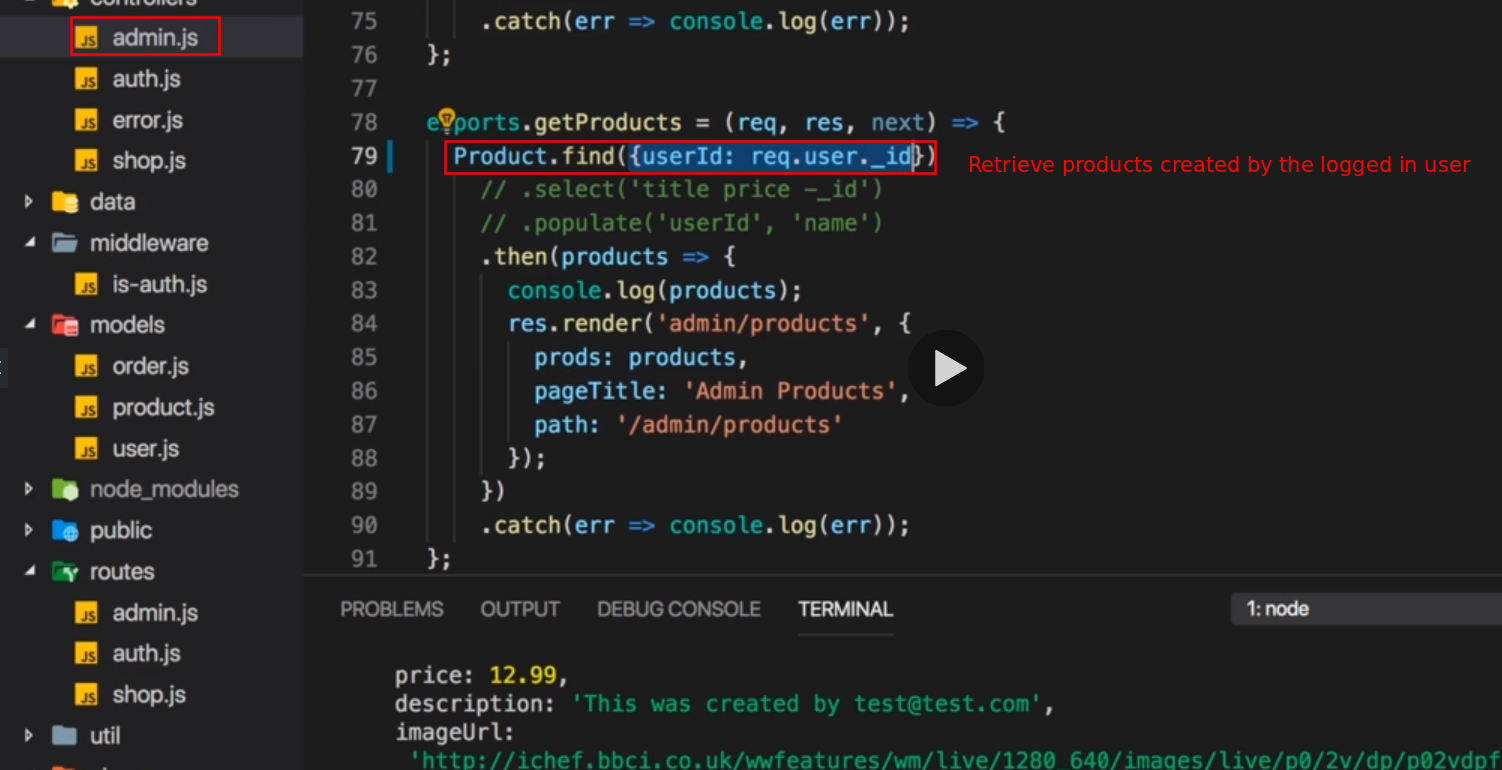 controllers
admin.js
auth.js
error.js
shop.js
data
middleware
is-auth.js
models
order.js
product.js
user.js
node_modules
public
routes
admin.js
auth.js
shop.js
util
75 .catch(err => console.log(err));
76 };
77
78 exports.getProducts = (req, res, next) => {
79 Product.find({userId: req.user._id})
Retrieve products created by the logged in user
80 // .select('title price -_id')
81 // .populate('userId', 'name')
82 .then(products => {
83 console.log(products);
84 res.render('admin/products', {
85 prods: products,
86 pageTitle: 'Admin Products',
87 path: '/admin/products'
88 });
89 })
90 .catch(err => console.log(err));
91 };
PROBLEMS OUTPUT DEBUG CONSOLE TERMINAL 1: node
price: 12.99,
description: 'This was created by test@test.com',
imageUrl:
'http://ichef.bbci.co.uk/wwfeatures/wm/live/1280_640/images/live/p0/2v/dp/p02vdpf